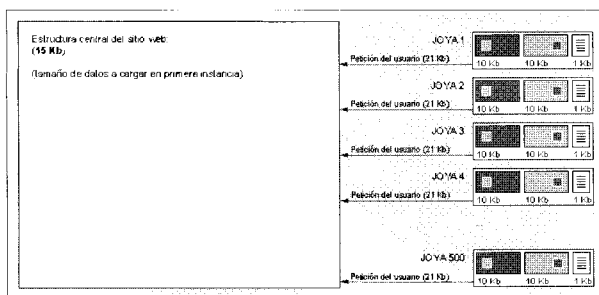 Estructura central del sitio web:
(15 Kb)
(tamaño de datos a cargar en primera instancia)
JOYA 1
Petición del usuario (21 Kb)
10 Kb 10 Kb 1 Kb
JOYA 2
Petición del usuario (21 Kb)
10 Kb 10 Kb 1 Kb
JOYA 3
Petición del usuario (21 Kb)
10 Kb 10 Kb 1 Kb
JOYA 4
Petición del usuario (21 Kb)
10 Kb 10 Kb 1 Kb
JOYA 500
Petición del usuario (21 Kb)
10 Kb 10 Kb 1 Kb